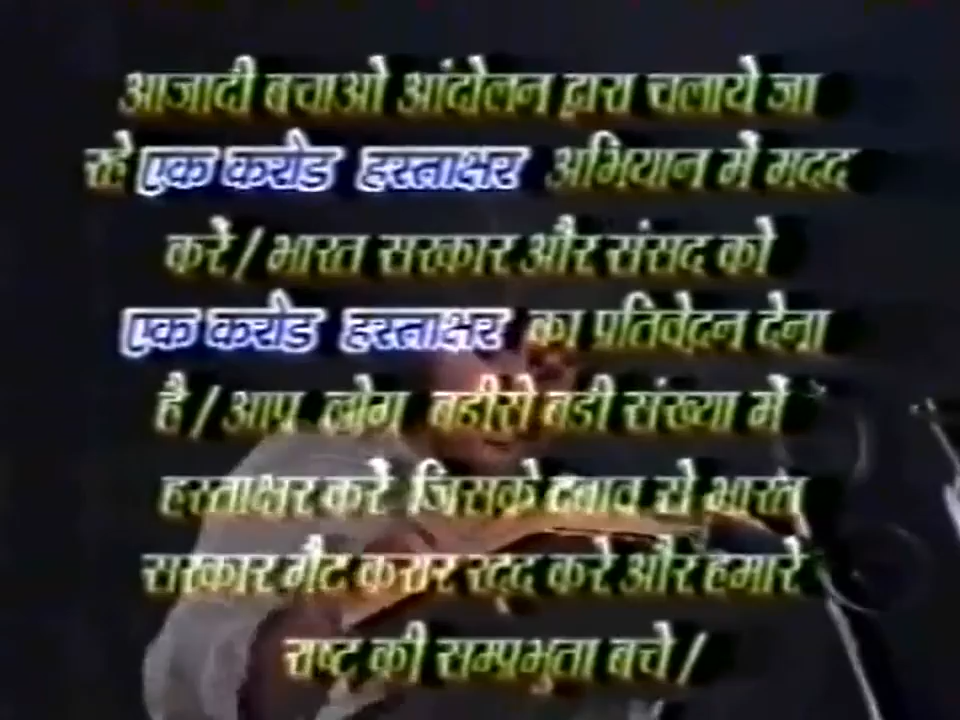 आजादी बचाओ आंदोलन द्वारा चलाये जा
रहे एक करोड हस्ताक्षर अभियान में मदद
करे / भारत सरकार और संसद को
एक करोड हस्ताक्षर का प्रतिवेदन देना
है / आप लोग बडीसे बडी संख्या में
हस्ताक्षर करे जिसके दबाव से भारत
सरकार गैट करार रद्द करे और हमारे
राष्ट्र की सम्प्रभुता बचे /